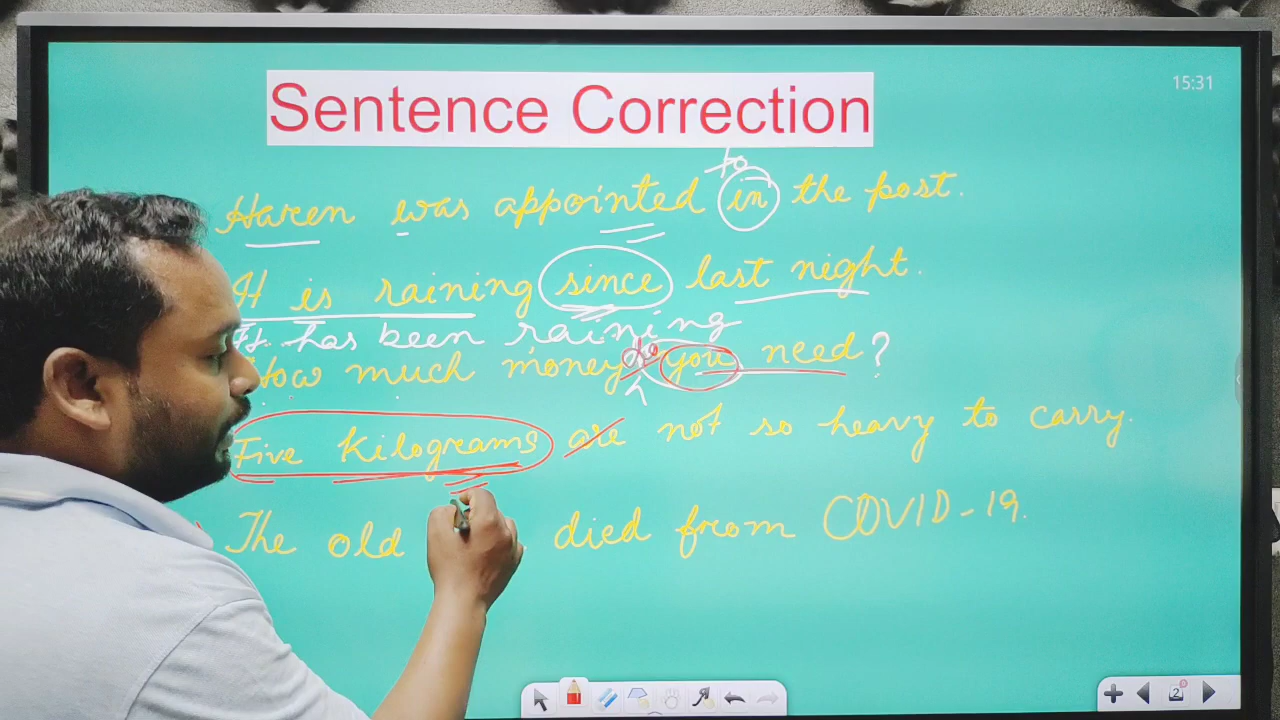 Sentence Correction
15:31
to
Haren was appointed in the post.
It is raining since last night.
It has been raining
do
How much money you need?
Five kilograms are not so heavy to carry.
The old died from COVID-19.
2